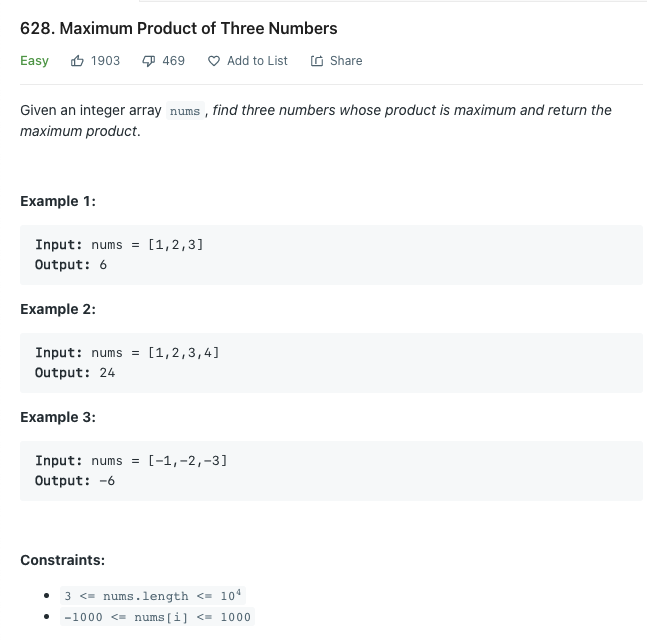 628. Maximum Product of Three Numbers
Easy 1903 469 Add to List Share
Given an integer array nums , find three numbers whose product is maximum and return the
maximum product.
Example 1:
Input: nums = [1,2,3]
Output: 6
Example 2:
Input: nums = [1,2,3,4]
Output: 24
Example 3:
Input: nums = [-1,-2,-3]
Output: -6
Constraints:
• 3 <= nums.length <= 10⁴
• -1000 <= nums[i] <= 1000